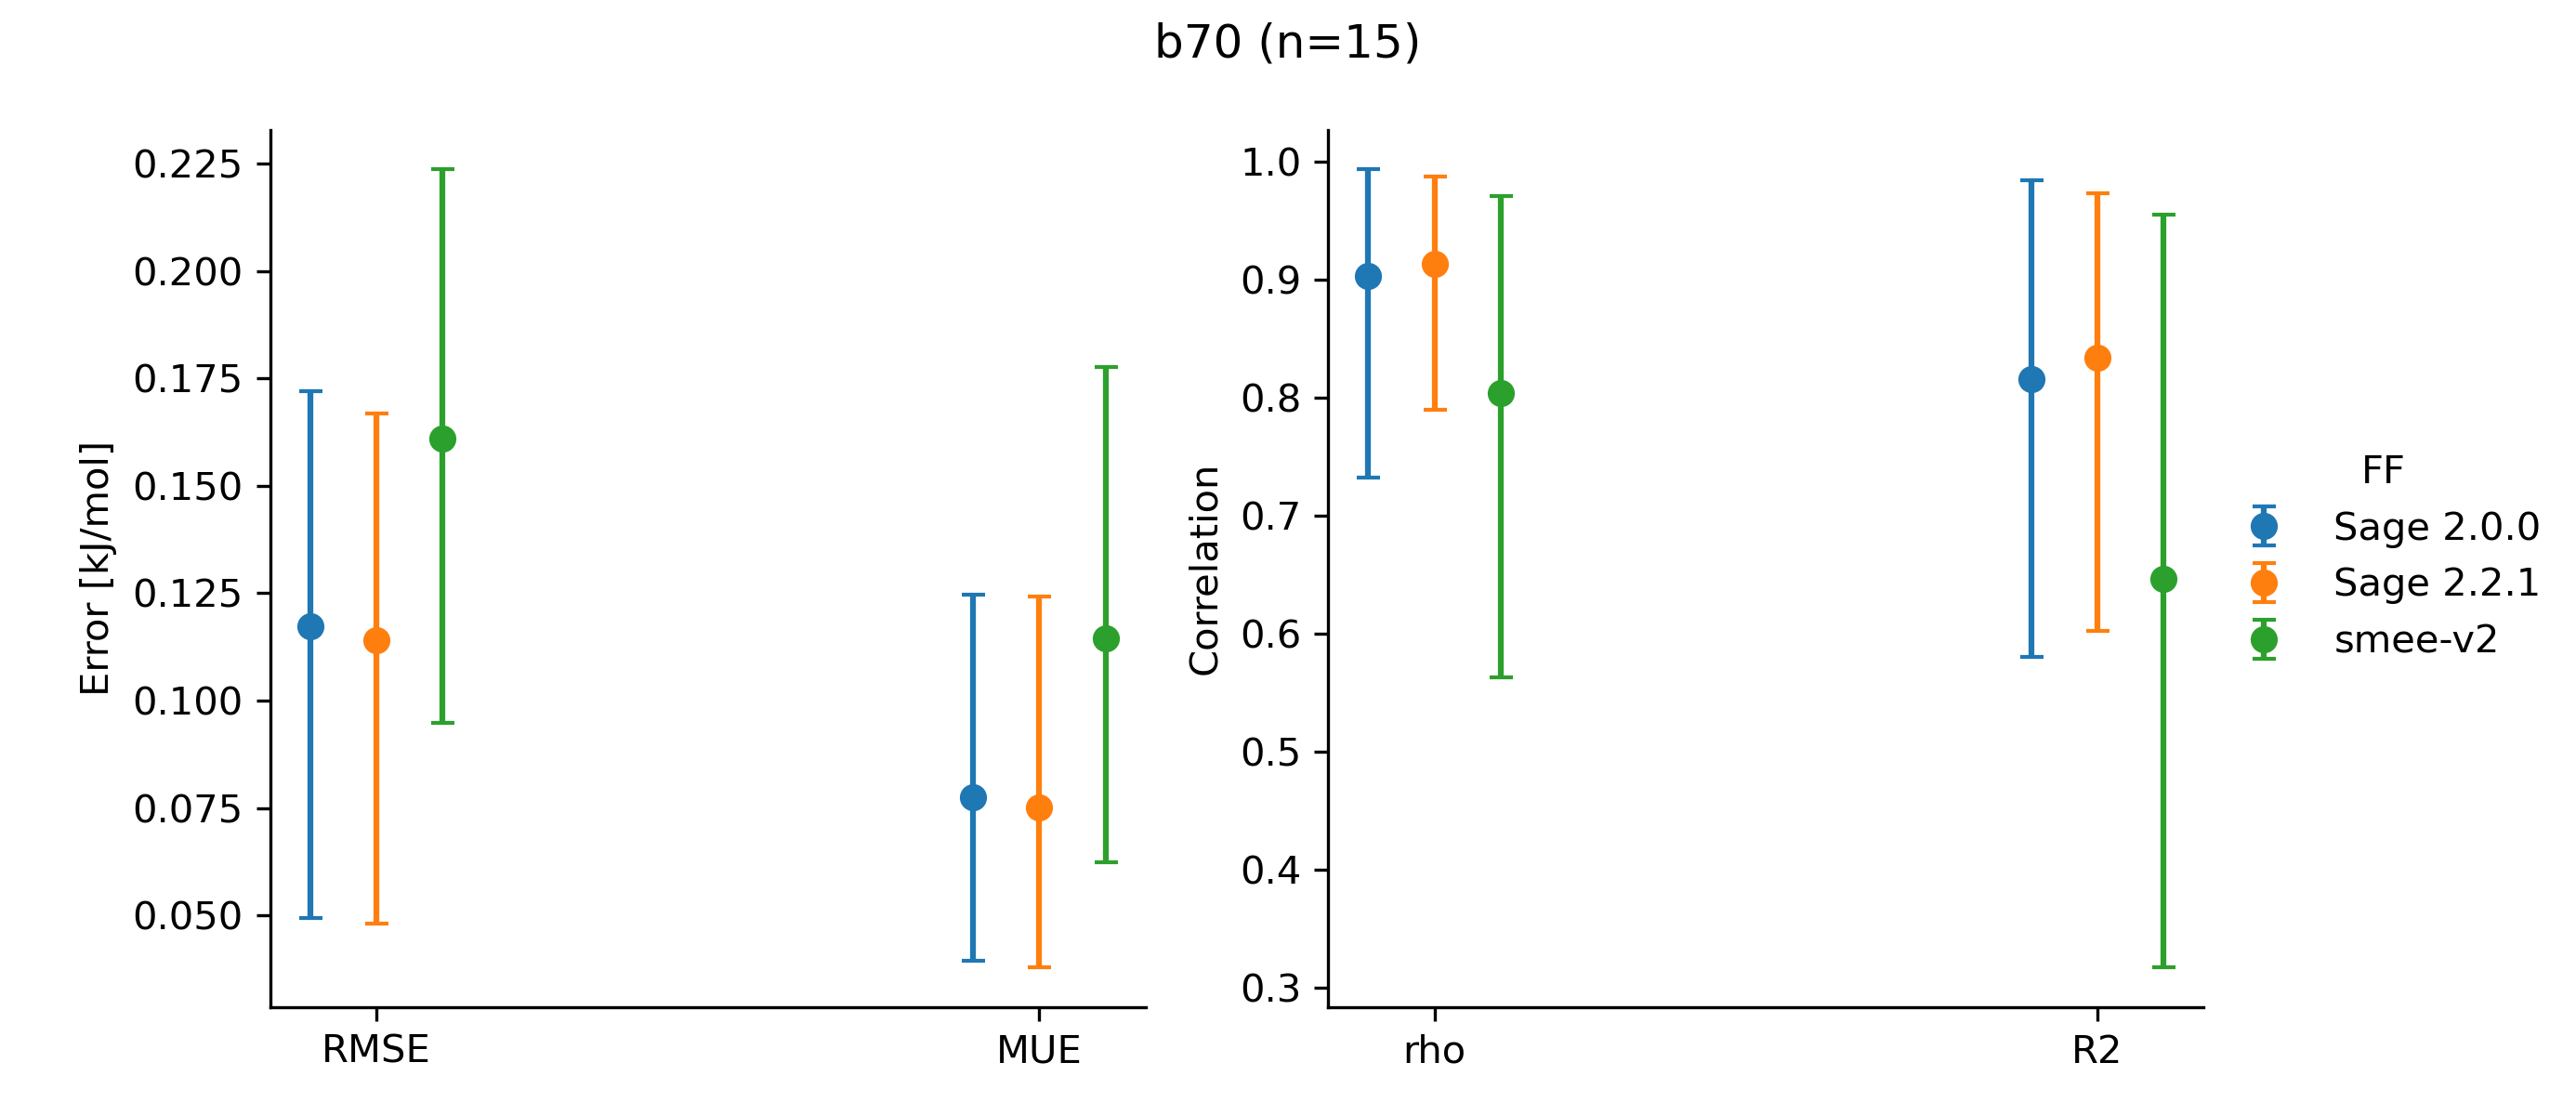 b70 (n=15)
Error [kJ/mol]
0.225
0.200
0.175
0.150
0.125
0.100
0.075
0.050
RMSE
MUE
Correlation
1.0
0.9
0.8
0.7
0.6
0.5
0.4
0.3
rho
R2
FF
Sage 2.0.0
Sage 2.2.1
smee-v2